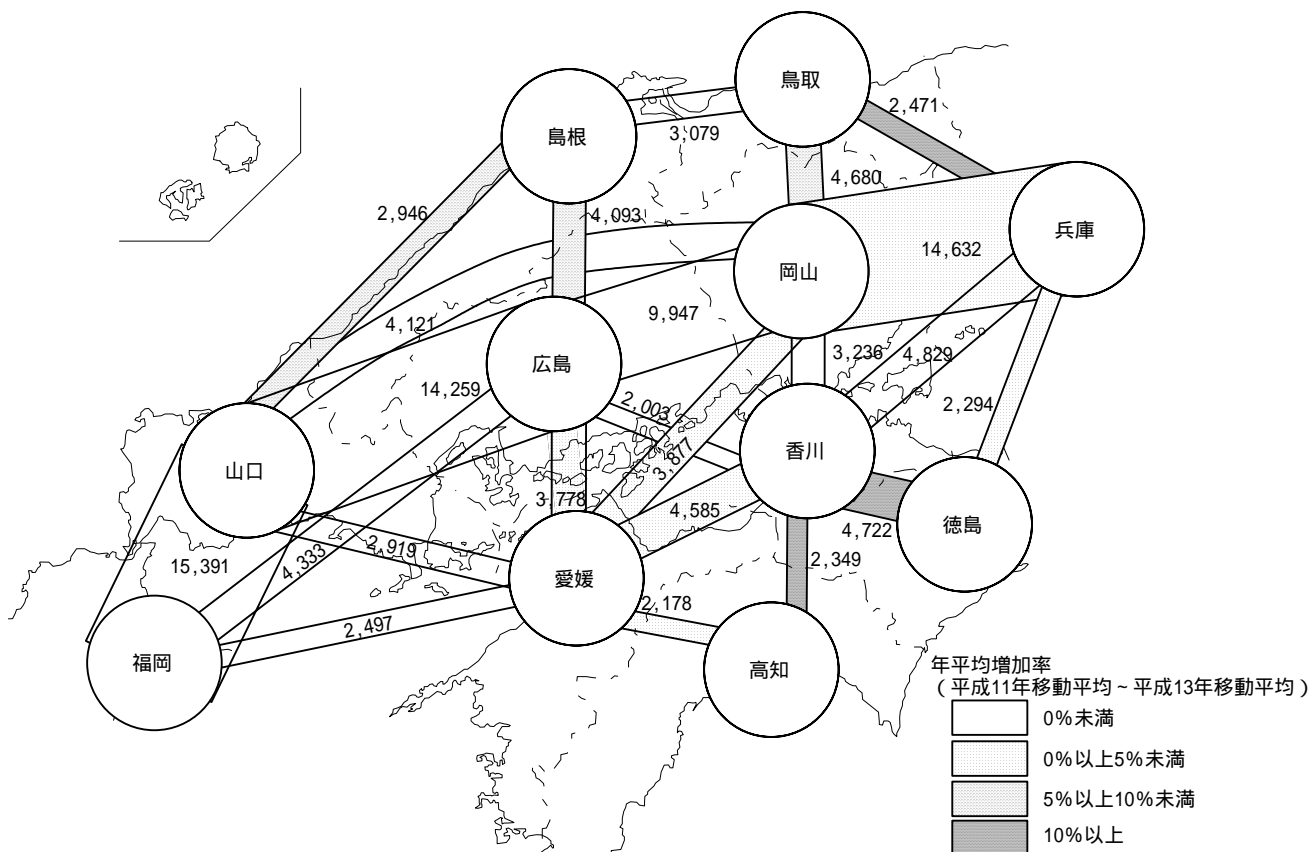 鳥取
2,471
島根
3,079
4,680
2,946
4,093
兵庫
14,632
岡山
9,947
4,121
3,236
4,829
広島
14,259
2,003
2,294
3,877
香川
山口
3,778
4,585
徳島
4,722
2,919
15,391
4,333
愛媛
2,349
2,178
2,497
福岡
高知
年平均増加率
(平成11年移動平均~平成13年移動平均)
0%未満
0%以上5%未満
5%以上10%未満
10%以上